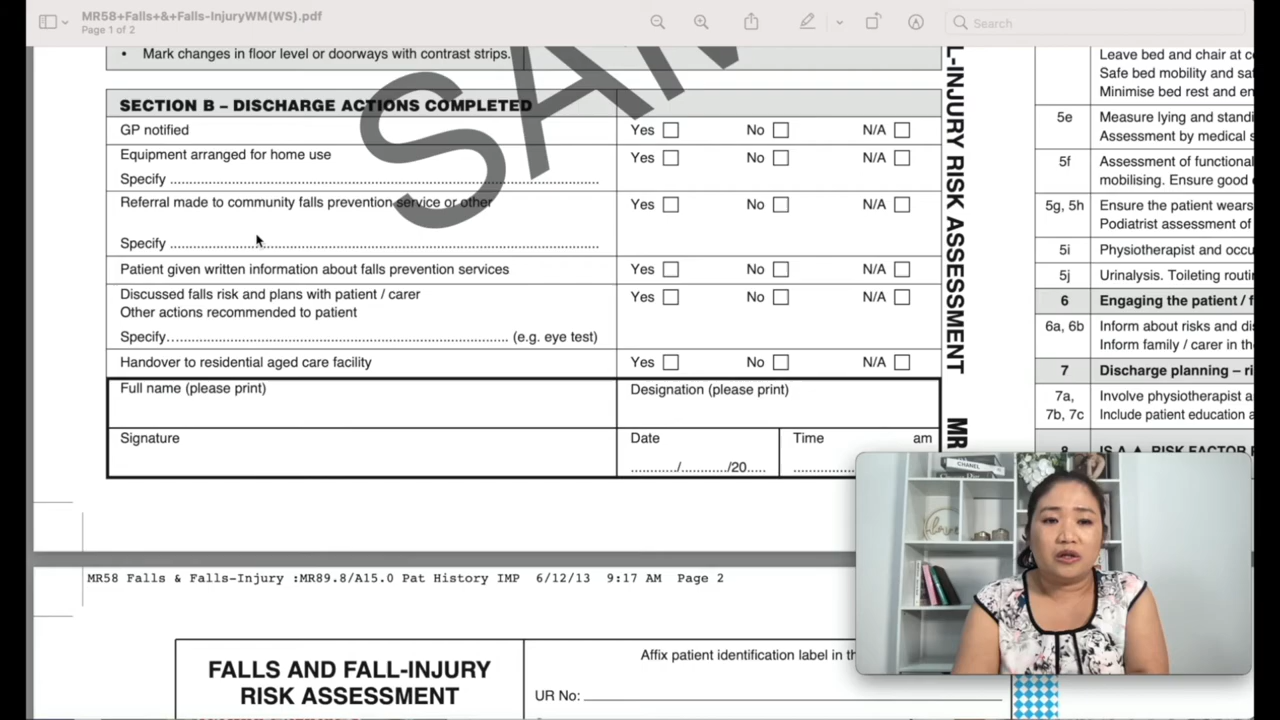 MR58+Falls+&+Falls-InjuryWM(WS).pdf
Page 1 of 2
Search
• Mark changes in floor level or doorways with contrast strips.
SECTION B – DISCHARGE ACTIONS COMPLETED
GP notified Yes No N/A
Equipment arranged for home use Yes No N/A
Specify
Referral made to community falls prevention service or other Yes No N/A
Specify
Patient given written information about falls prevention services Yes No N/A
Discussed falls risk and plans with patient / carer Yes No N/A
Other actions recommended to patient
Specify (e.g. eye test)
Handover to residential aged care facility Yes No N/A
Full name (please print) Designation (please print)
Signature Date Time am
............/............/20.....
SAM
L-INJURY RISK ASSESSMENT
MR
Leave bed and chair at c
Safe bed mobility and sa
Minimise bed rest and en
5e Measure lying and standi
Assessment by medical s
5f Assessment of functional
mobilising. Ensure good
5g, 5h Ensure the patient wears
Podiatrist assessment of
5i Physiotherapist and occu
5j Urinalysis. Toileting routi
6 Engaging the patient / f
6a, 6b Inform about risks and di
Inform family / carer in th
7 Discharge planning – ri
7a, Involve physiotherapist a
7b, 7c Include patient education a
8 IS A ▲ RISK FACTOR
CHANEL
MR58 Falls & Falls-Injury :MR89.8/A15.0 Pat History IMP 6/12/13 9:17 AM Page 2
FALLS AND FALL-INJURY
RISK ASSESSMENT
Affix patient identification label in th
UR No: